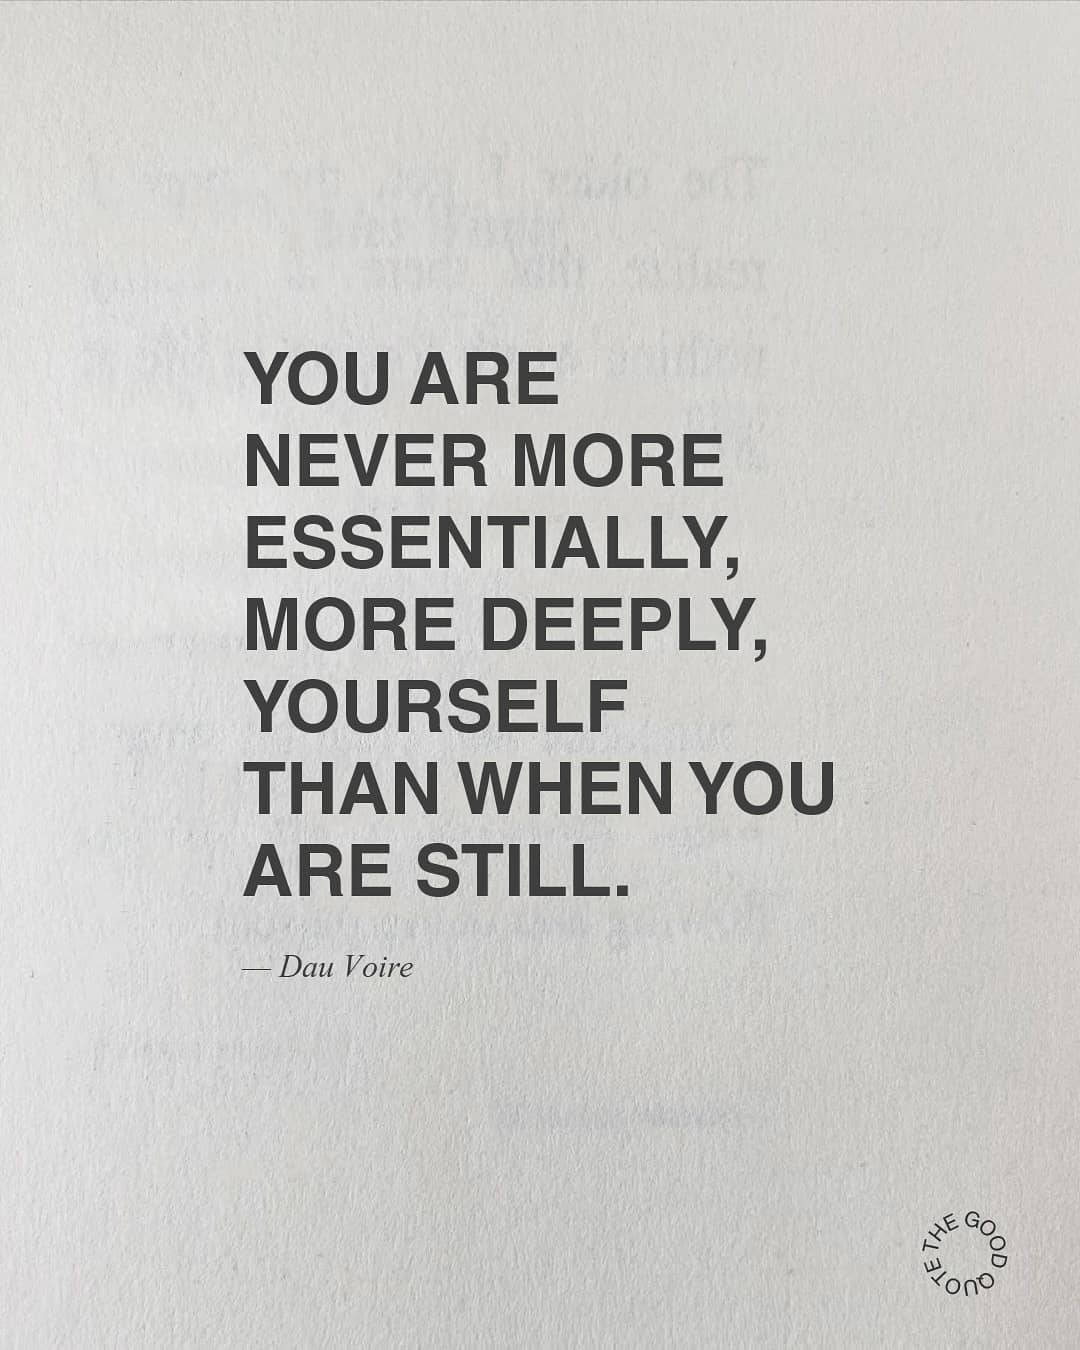 YOU ARE
NEVER MORE
ESSENTIALLY,
MORE DEEPLY,
YOURSELF
THAN WHEN YOU
ARE STILL.
— Dau Voire
THE GOOD QUOTE